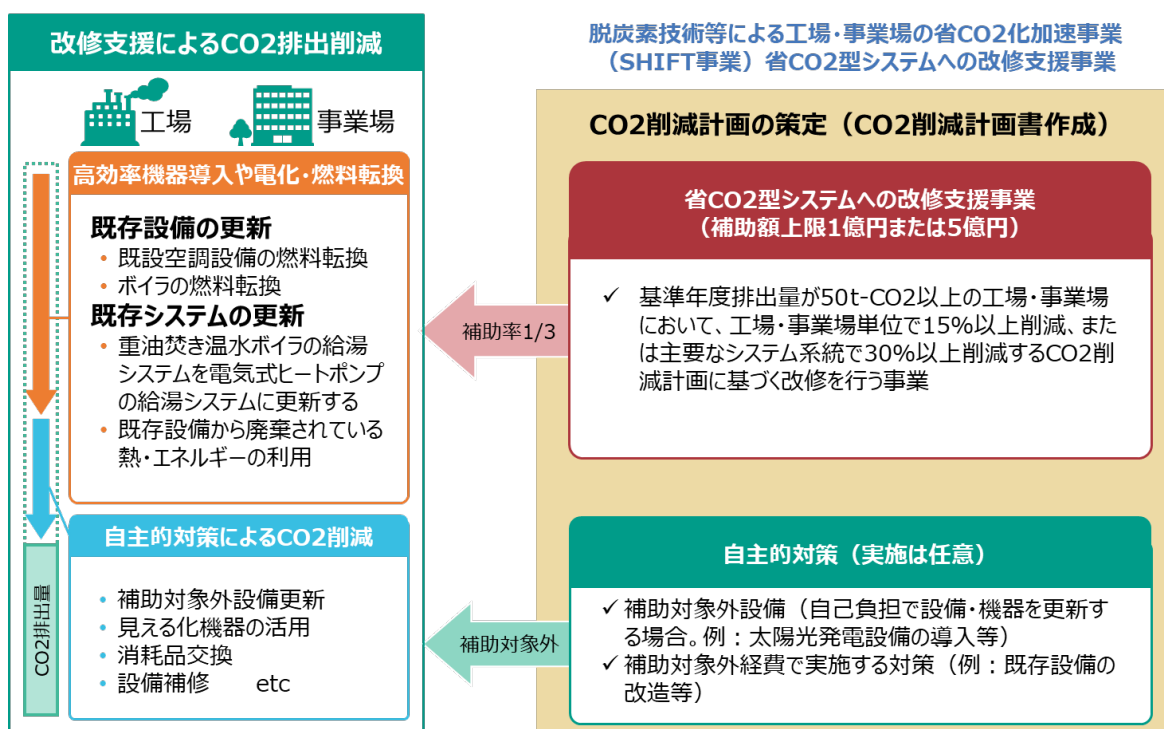 改修支援によるCO2排出削減
工場
事業場
高効率機器導入や電化・燃料転換
既存設備の更新
• 既設空調設備の燃料転換
• ボイラの燃料転換
既存システムの更新
• 重油焚き温水ボイラの給湯
システムを電気式ヒートポンプ
の給湯システムに更新する
• 既存設備から廃棄されている
熱・エネルギーの利用
自主的対策によるCO2削減
• 補助対象外設備更新
• 見える化機器の活用
• 消耗品交換
• 設備補修 etc
CO2排出量
補助率1/3
補助対象外
脱炭素技術等による工場・事業場の省CO2化加速事業
（SHIFT事業）省CO2型システムへの改修支援事業
CO2削減計画の策定（CO2削減計画書作成）
省CO2型システムへの改修支援事業
（補助額上限1億円または5億円）
✓ 基準年度排出量が50t-CO2以上の工場・事業場
において、工場・事業場単位で15%以上削減、また
は主要なシステム系統で30%以上削減するCO2削
減計画に基づく改修を行う事業
自主的対策（実施は任意）
✓ 補助対象外設備（自己負担で設備・機器を更新す
る場合。例：太陽光発電設備の導入等）
✓ 補助対象外経費で実施する対策（例：既存設備の
改造等）